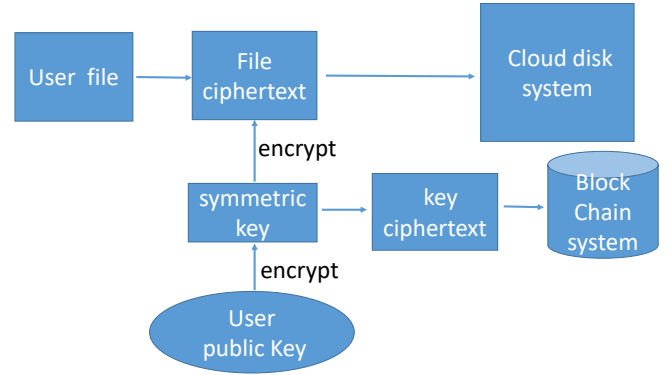 User file
File
ciphertext
Cloud disk
system
encrypt
symmetric
key
key
ciphertext
Block
Chain
system
encrypt
User
public Key